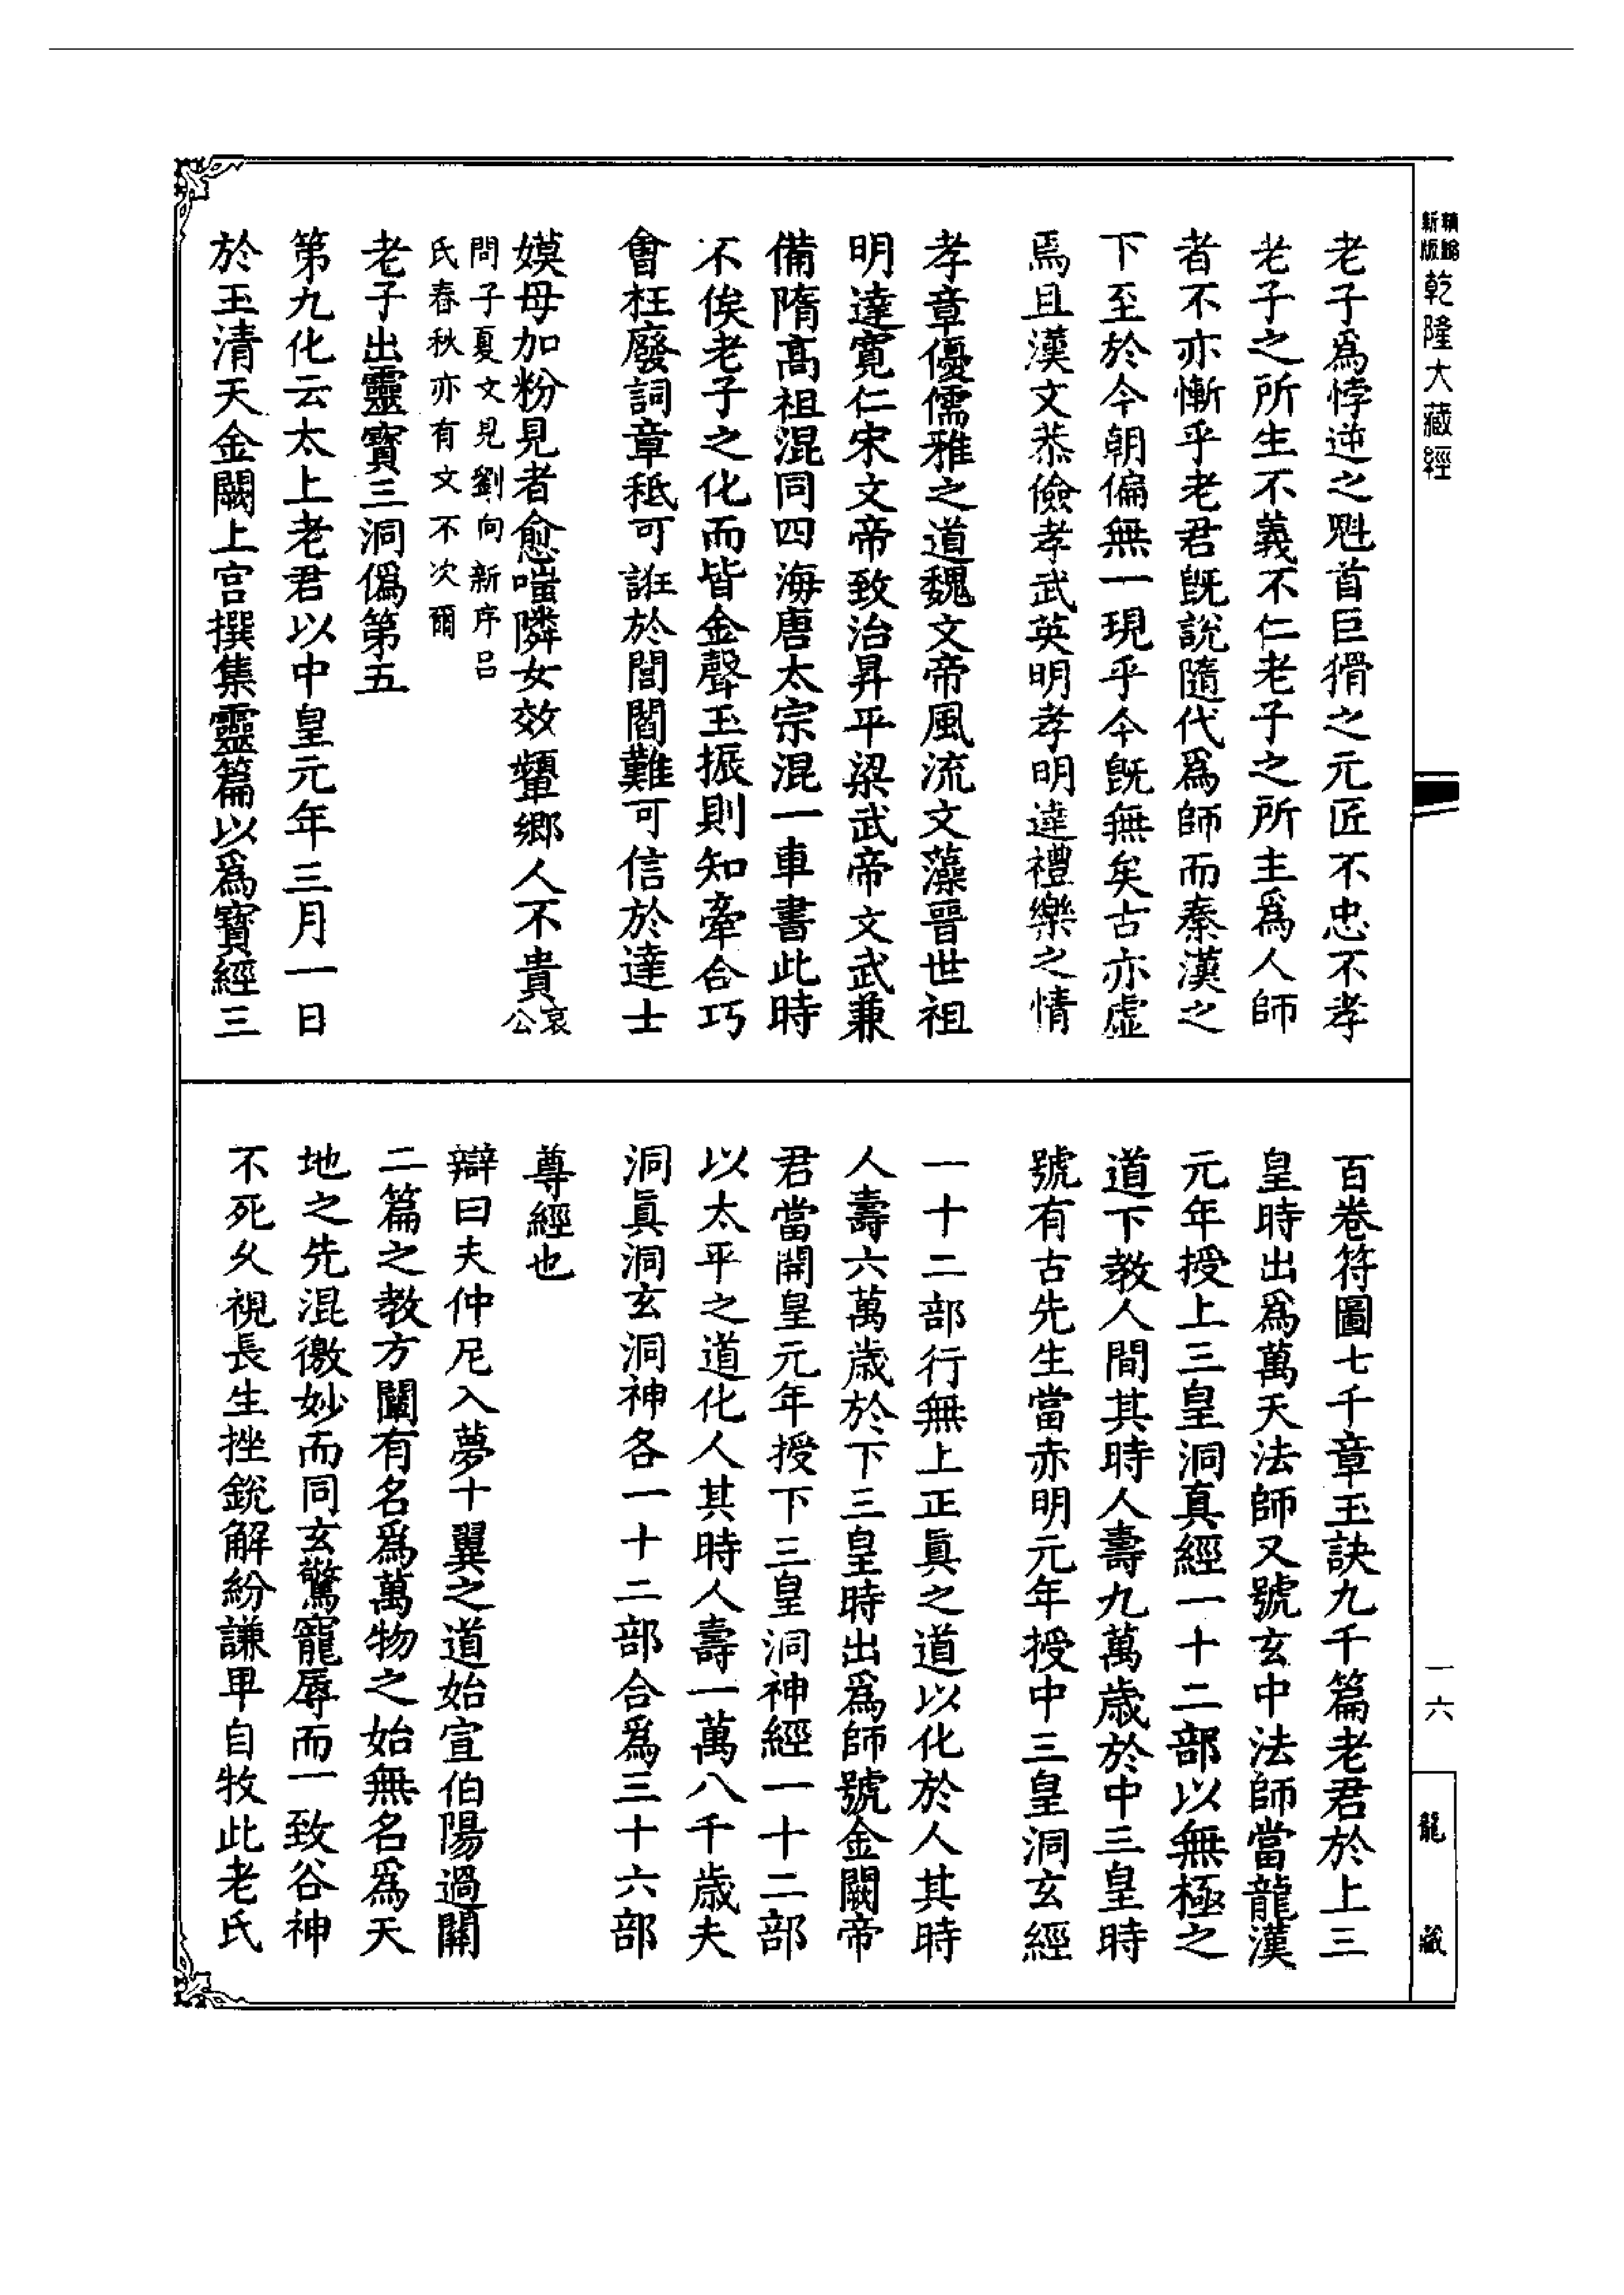 新版 精縮 乾隆大藏經
一六
龍藏
老子爲悖逆之魁首巨猾之元匠不忠不孝
老子之所生不義不仁老子之所主爲人師
者不亦慚乎老君既說隨代爲師而秦漢之
下至於今朝偏無一現乎今既無矣古亦虛
焉且漢文恭儉孝武英明孝明達禮樂之情
孝章優儒雅之道魏文帝風流文藻晉世祖
明達寬仁宋文帝致治昇平梁武帝文武兼
備隋高祖混同四海唐太宗混一車書此時
不俟老子之化而皆金聲玉振則知牽合巧
會枉廢詞章秪可誑於閭閻難可信於達士
嫫母加粉見者愈嗤隣女效顰鄉人不貴哀公
問子夏文見劉向新序呂
氏春秋亦有文不次爾
老子出靈寶三洞僞第五
第九化云太上老君以中皇元年三月一日
於玉清天金闕上宫撰集靈篇以爲寶經三
百卷符圖七千章玉訣九千篇老君於上三
皇時出爲萬天法師又號玄中法師當龍漢
元年授上三皇洞真經一十二部以無極之
道下教人間其時人壽九萬歲於中三皇時
號有古先生當赤明元年授中三皇洞玄經
一十二部行無上正眞之道以化於人其時
人壽六萬歲於下三皇時出爲師號金闕帝
君當開皇元年授下三皇洞神經一十二部
以太平之道化人其時人壽一萬八千歲夫
洞眞洞玄洞神各一十二部合爲三十六部
尊經也
辯曰夫仲尼入夢十翼之道始宣伯陽過關
二篇之教方闡有名爲萬物之始無名爲天
地之先混徼妙而同玄驚寵辱而一致谷神
不死久視長生挫銳解紛謙卑自牧此老氏